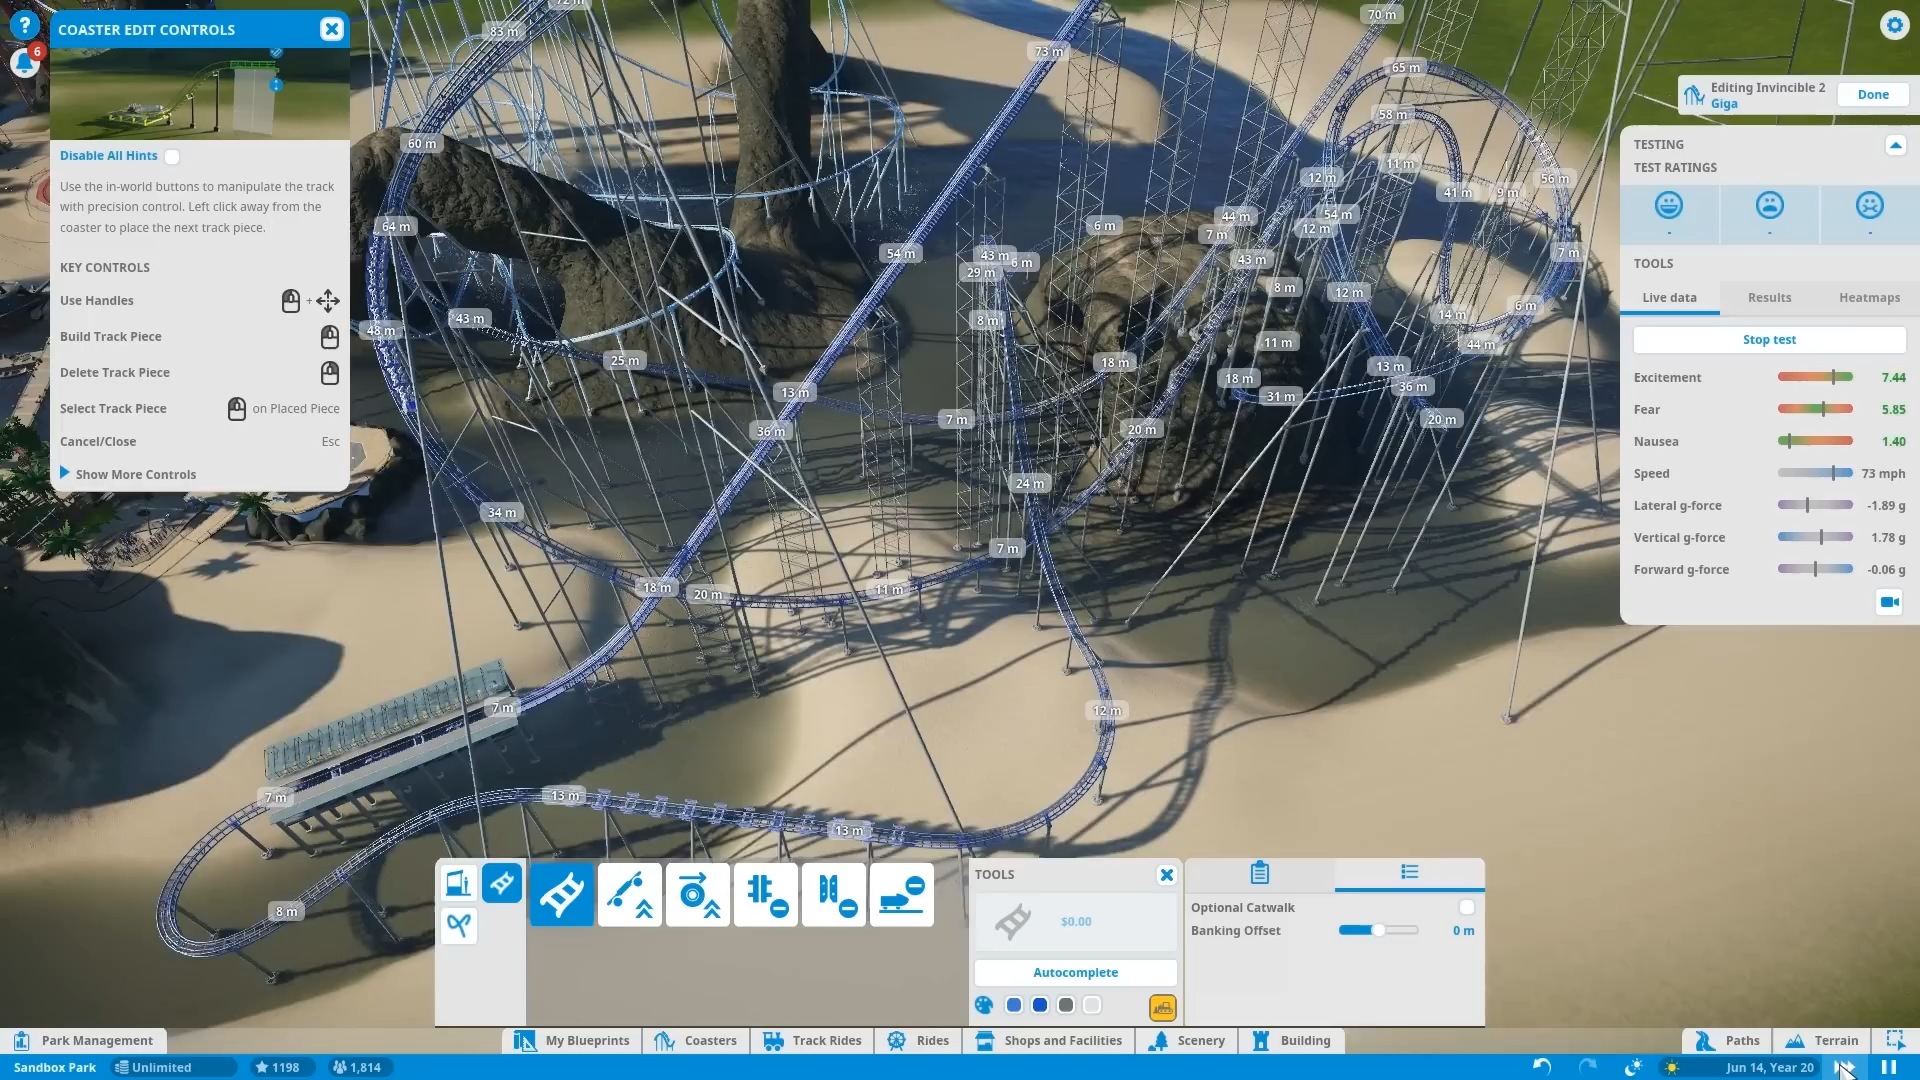 COASTER EDIT CONTROLS
6
Disable All Hints
Use the in-world buttons to manipulate the track
with precision control. Left click away from the
coaster to place the next track piece.
KEY CONTROLS
Use Handles +
Build Track Piece
Delete Track Piece
Select Track Piece on Placed Piece
Cancel/Close Esc
Show More Controls
Editing Invincible 2
Giga
Done
TESTING
TEST RATINGS
- - -
TOOLS
Live data Results Heatmaps
Stop test
Excitement 7.44
Fear 5.85
Nausea 1.40
Speed 73 mph
Lateral g-force -1.89 g
Vertical g-force 1.78 g
Forward g-force -0.06 g
72 m
83 m
70 m
73 m
65 m
58 m
60 m
11 m
12 m
56 m
41 m
9 m
44 m
54 m
64 m
6 m
7 m
12 m
54 m
43 m
6 m
43 m
7 m
29 m
8 m
12 m
6 m
43 m
8 m
14 m
48 m
11 m
44 m
25 m
18 m
13 m
18 m
36 m
13 m
31 m
7 m
20 m
36 m
20 m
24 m
34 m
7 m
18 m
20 m
11 m
7 m
12 m
7 m
13 m
13 m
8 m
TOOLS
$0.00
Autocomplete
Optional Catwalk
Banking Offset 0 m
Park Management
My Blueprints
Coasters
Track Rides
Rides
Shops and Facilities
Scenery
Building
Paths
Terrain
Sandbox Park
Unlimited
1198
1,814
Jun 14, Year 20